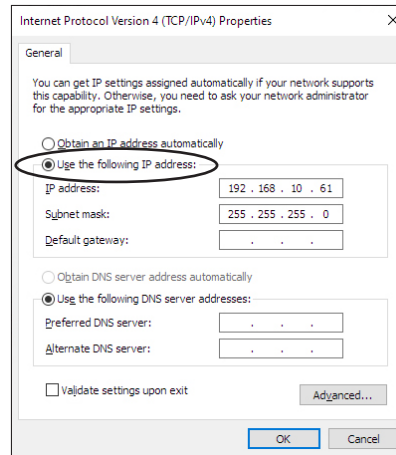 Internet Protocol Version 4 (TCP/IPv4) Properties
General
You can get IP settings assigned automatically if your network supports
this capability. Otherwise, you need to ask your network administrator
for the appropriate IP settings.
Obtain an IP address automatically
Use the following IP address:
IP address: 192 . 168 . 10 . 61
Subnet mask: 255 . 255 . 255 . 0
Default gateway: . . .
Obtain DNS server address automatically
Use the following DNS server addresses:
Preferred DNS server: . . .
Alternate DNS server: . . .
Validate settings upon exit
Advanced...
OK Cancel